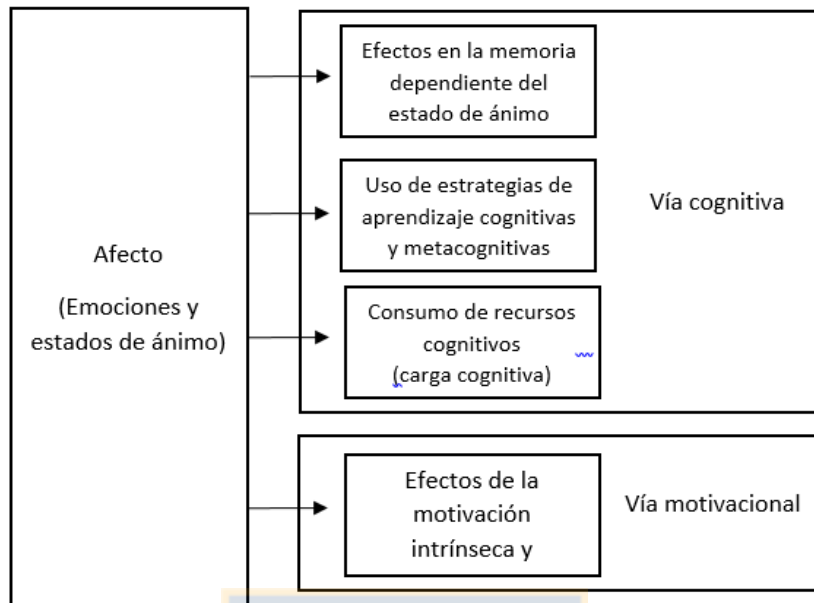 Afecto
(Emociones y
estados de ánimo)
Efectos en la memoria
dependiente del
estado de ánimo
Uso de estrategias de
aprendizaje cognitivas
y metacognitivas
Consumo de recursos
cognitivos
(carga cognitiva)
Vía cognitiva
Efectos de la
motivación
intrínseca y
Vía motivacional